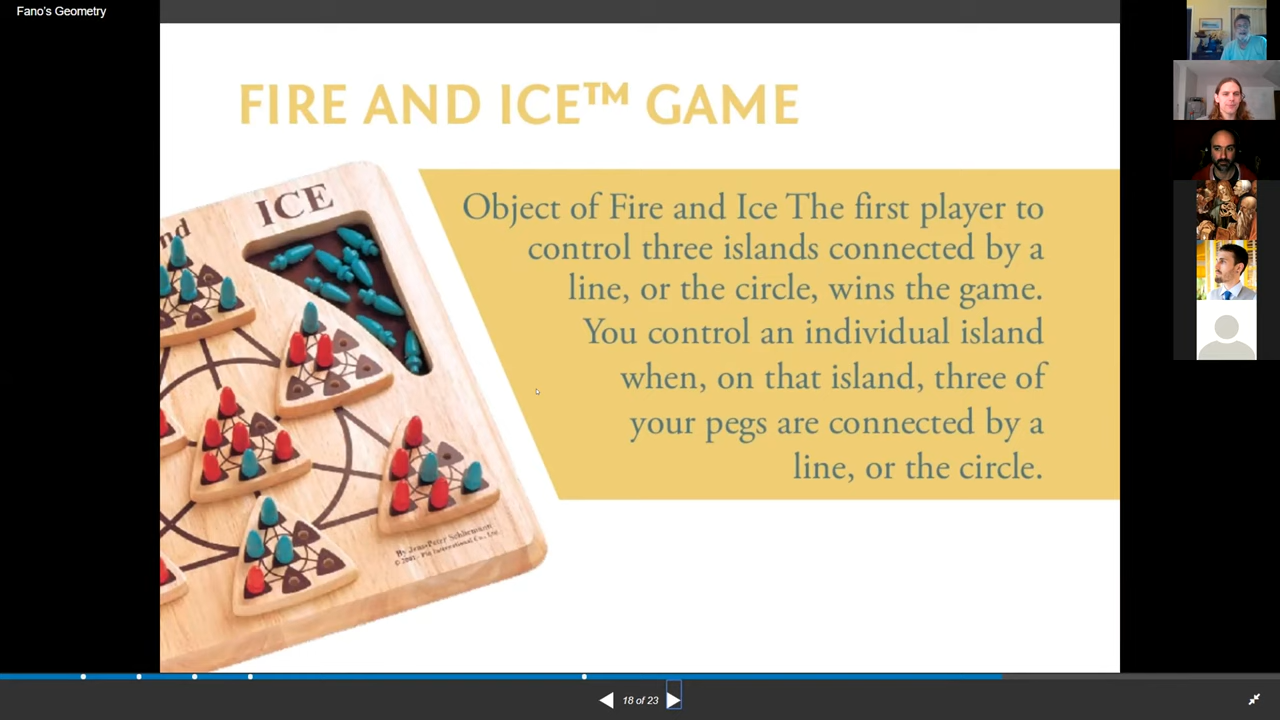 Fano's Geometry
FIRE AND ICE™ GAME
ICE
nd
Object of Fire and Ice The first player to
control three islands connected by a
line, or the circle, wins the game.
You control an individual island
when, on that island, three of
your pegs are connected by a
line, or the circle.
18 of 23